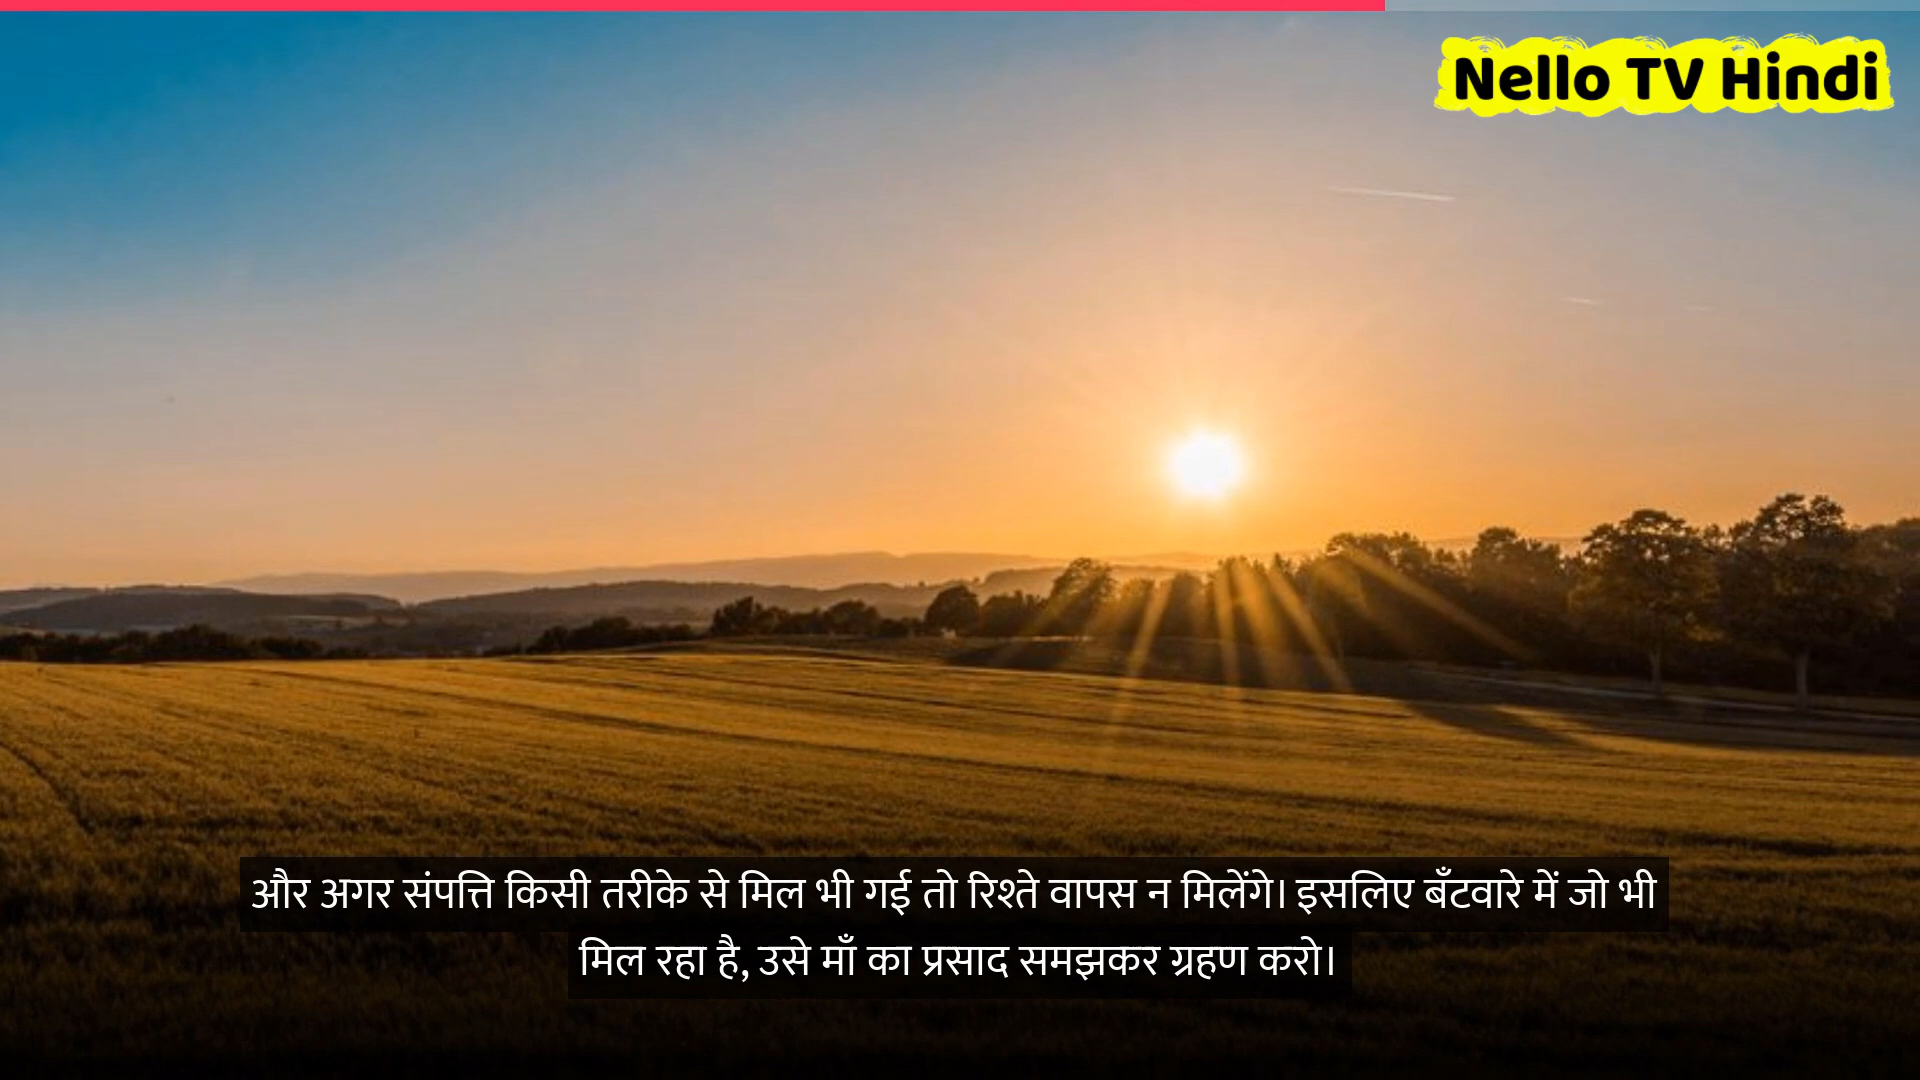 Nello TV Hindi
और अगर संपत्ति किसी तरीके से मिल भी गई तो रिश्ते वापस न मिलेंगे। इसलिए बँटवारे में जो भी
मिल रहा है, उसे माँ का प्रसाद समझकर ग्रहण करो।